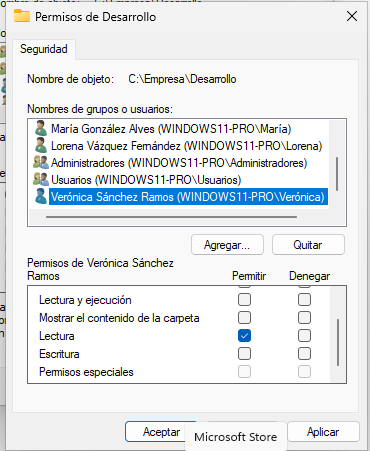 Permisos de Desarrollo
Seguridad
Nombre de objeto: C:\Empresa\Desarrollo
Nombres de grupos o usuarios:
María González Alves (WINDOWS11-PRO\María)
Lorena Vázquez Fernández (WINDOWS11-PRO\Lorena)
Administradores (WINDOWS11-PRO\Administradores)
Usuarios (WINDOWS11-PRO\Usuarios)
Verónica Sánchez Ramos (WINDOWS11-PRO\Verónica)
Agregar... Quitar
Permisos de Verónica Sánchez
Ramos Permitir Denegar
Lectura y ejecución
Mostrar el contenido de la carpeta
Lectura
Escritura
Permisos especiales
Aceptar Aplicar
Microsoft Store